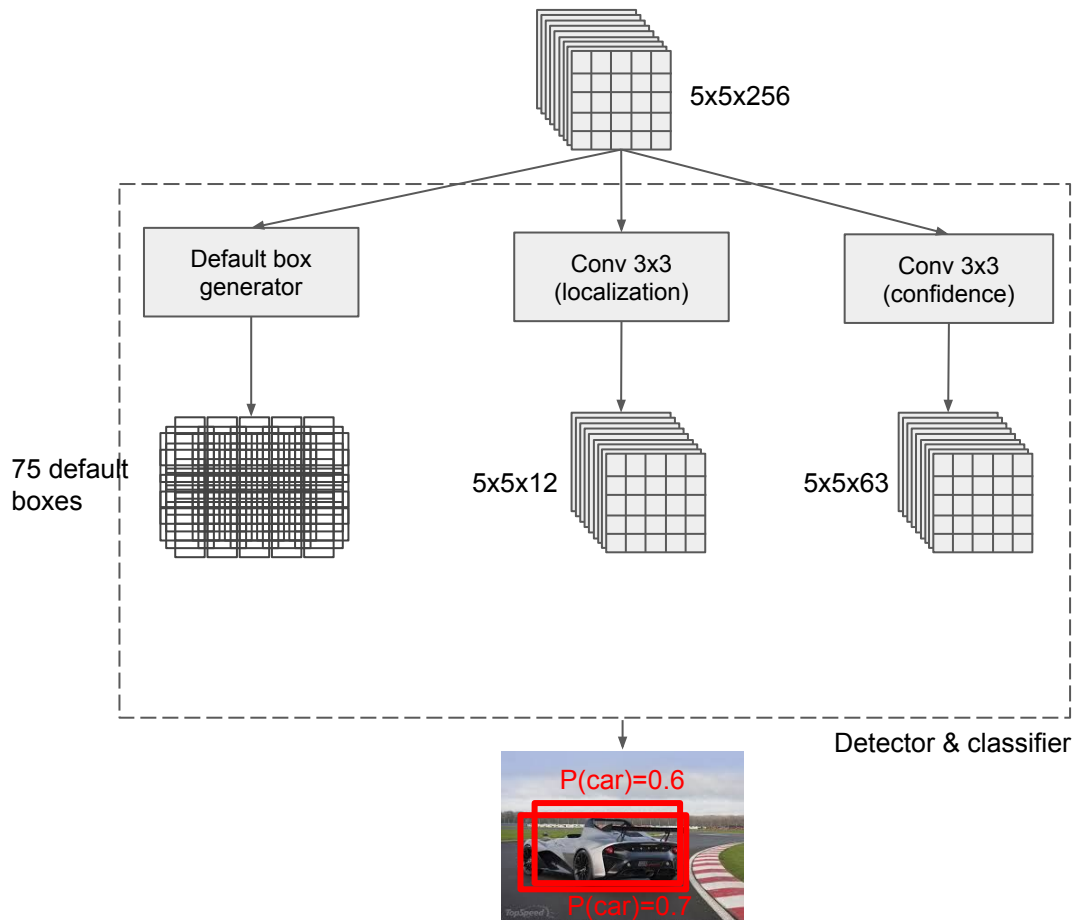 5x5x256
Default box
generator
Conv 3x3
(localization)
Conv 3x3
(confidence)
75 default
boxes
5x5x12
5x5x63
Detector & classifier
P(car)=0.6
P(car)=0.7
TopSpeed